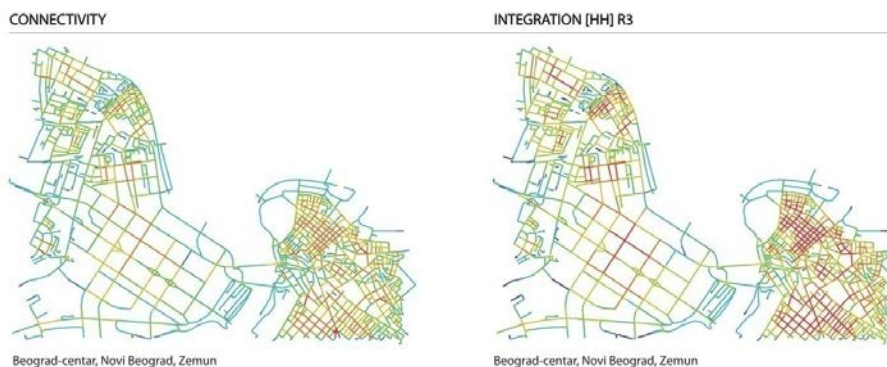 CONNECTIVITY
INTEGRATION [HH] R3
Beograd-centar, Novi Beograd, Zemun
Beograd-centar, Novi Beograd, Zemun